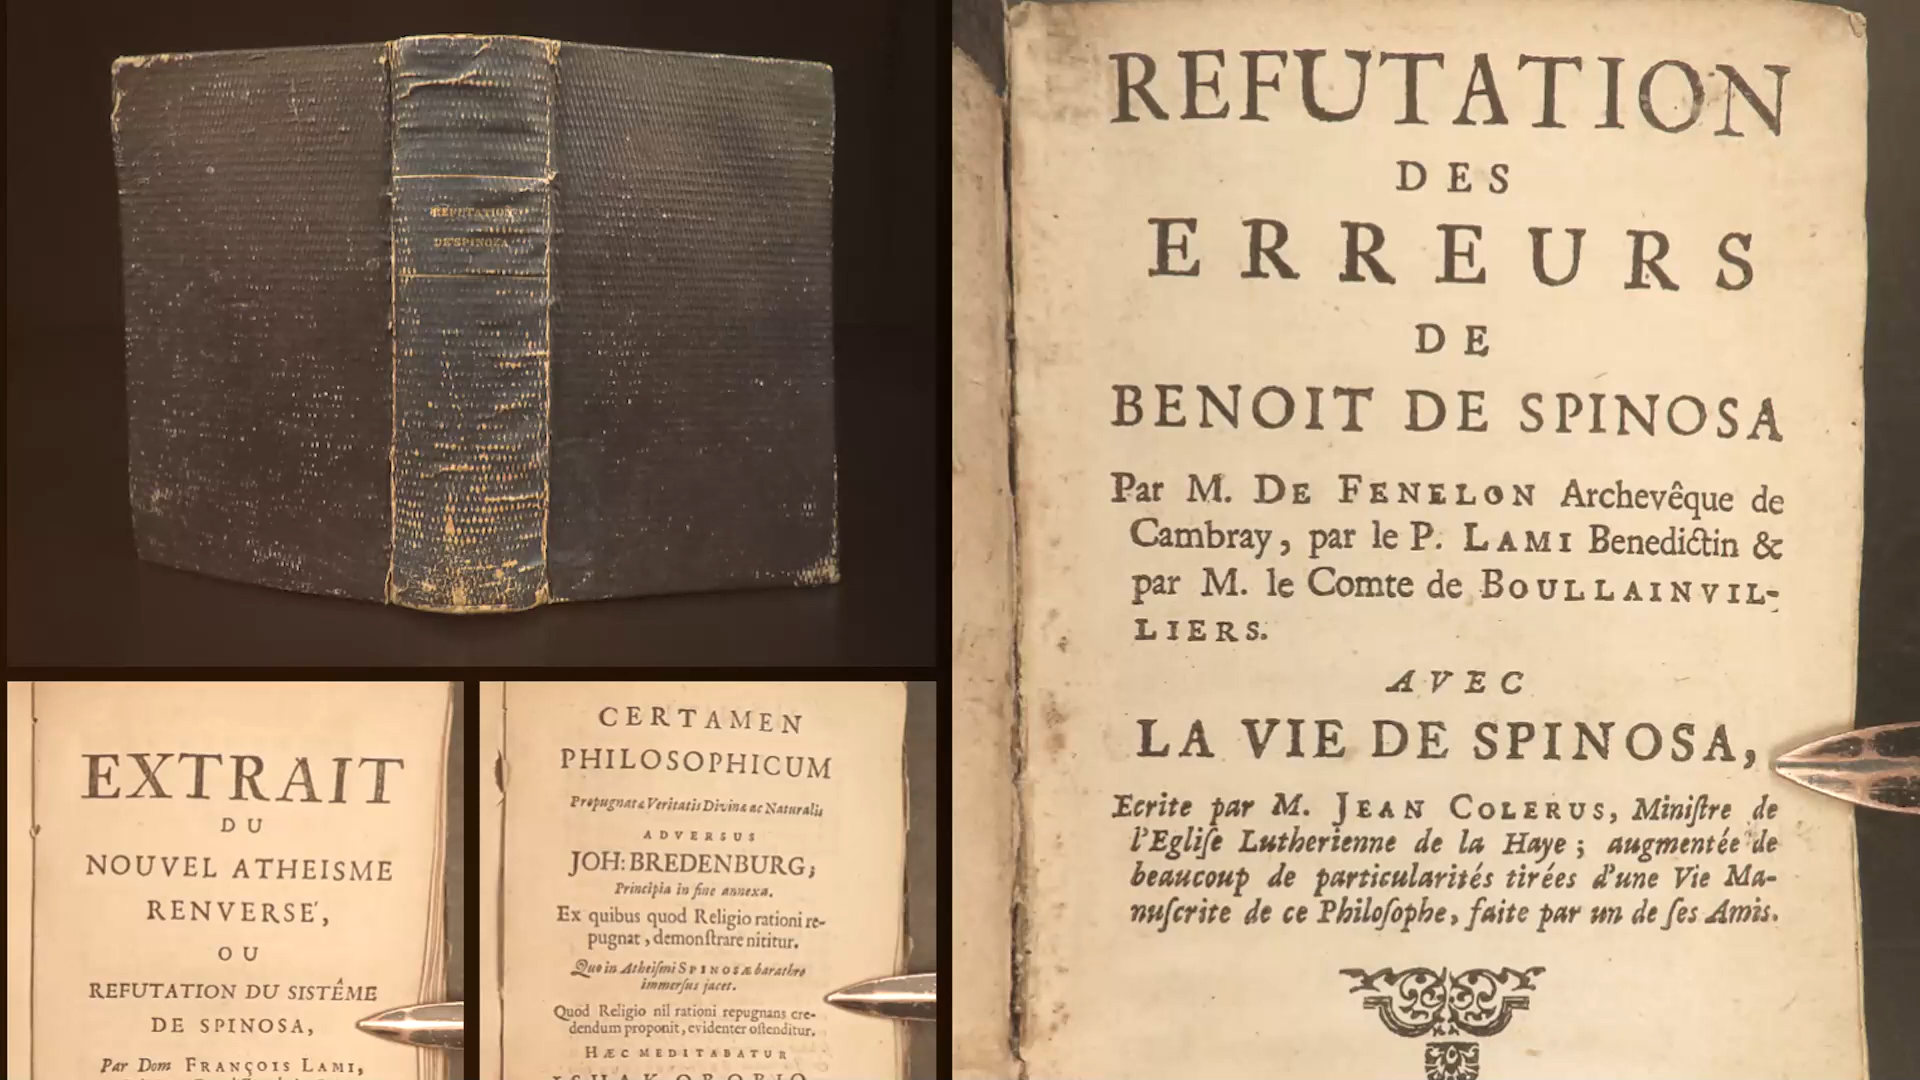 REFUTATION
DE SPINOZA
REFUTATION
DES
ERREURS
DE
BENOIT DE SPINOSA
Par M. DE FENELON Archevêque de
Cambray, par le P. LAMI Benedictin &
par M. le Comte de BOULLAINVIL-
LIERS.
AVEC
LA VIE DE SPINOSA,
Ecrite par M. JEAN COLERUS, Miniſtre de
l'Egliſe Lutherienne de la Haye ; augmentée de
beaucoup de particularités tirées d'une Vie Ma-
nuſcrite de ce Philoſophe, faite par un de ſes Amis.
EXTRAIT
DU
NOUVEL ATHEISME
RENVERSE',
OU
REFUTATION DU SISTÊME
DE SPINOSA,
Par Dom FRANÇOIS LAMI,
CERTAMEN
PHILOSOPHICUM
Propugnatæ Veritatis Divinæ ac Naturalis
ADVERSUS
JOH: BREDENBURG;
Principia in fine annexa.
Ex quibus quod Religio rationi re-
pugnat, demonſtrare nititur.
Quo in Atheiſmi SPINOSÆ barathro
immerſus jacet.
Quod Religio nil rationi repugnans cre-
dendum proponit, evidenter oſtenditur.
HÆC MEDITABATUR